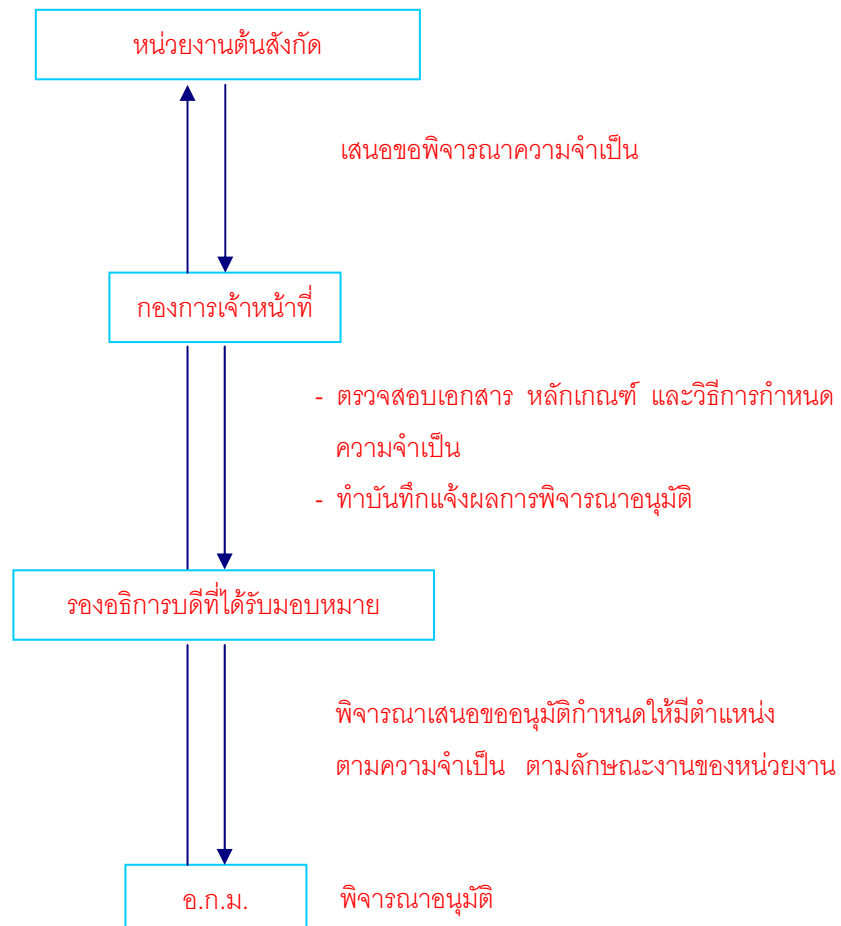 หน่วยงานต้นสังกัด
เสนอขอพิจารณาความจำเป็น
กองการเจ้าหน้าที่
- ตรวจสอบเอกสาร หลักเกณฑ์ และวิธีการกำหนด
ความจำเป็น
- ทำบันทึกแจ้งผลการพิจารณาอนุมัติ
รองอธิการบดีที่ได้รับมอบหมาย
พิจารณาเสนอขออนุมัติกำหนดให้มีตำแหน่ง
ตามความจำเป็น ตามลักษณะงานของหน่วยงาน
อ.ก.ม. พิจารณาอนุมัติ